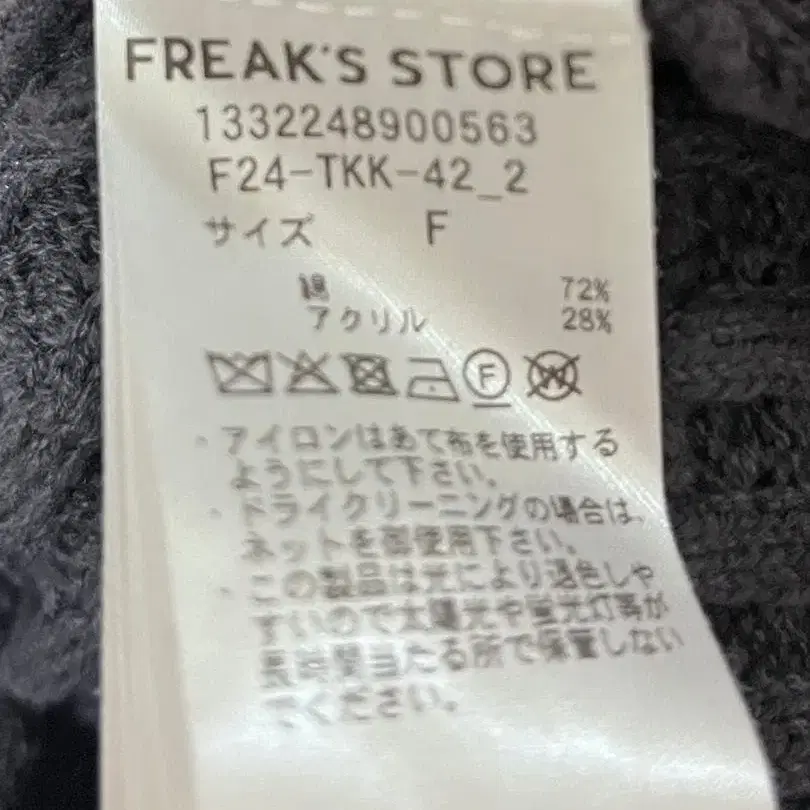 FREAK'S STORE
1332248900563
F24-TKK-42_2
サイズ F
綿 72%
アクリル 28%
F W
・アイロンはあて布を使用する
ようにして下さい。
・ドライクリーニングの場合は、
ネットを御使用下さい。
・この製品は光により退色しや
すいので太陽光や蛍光灯等が
長時間当たる所で保管しない
でください。